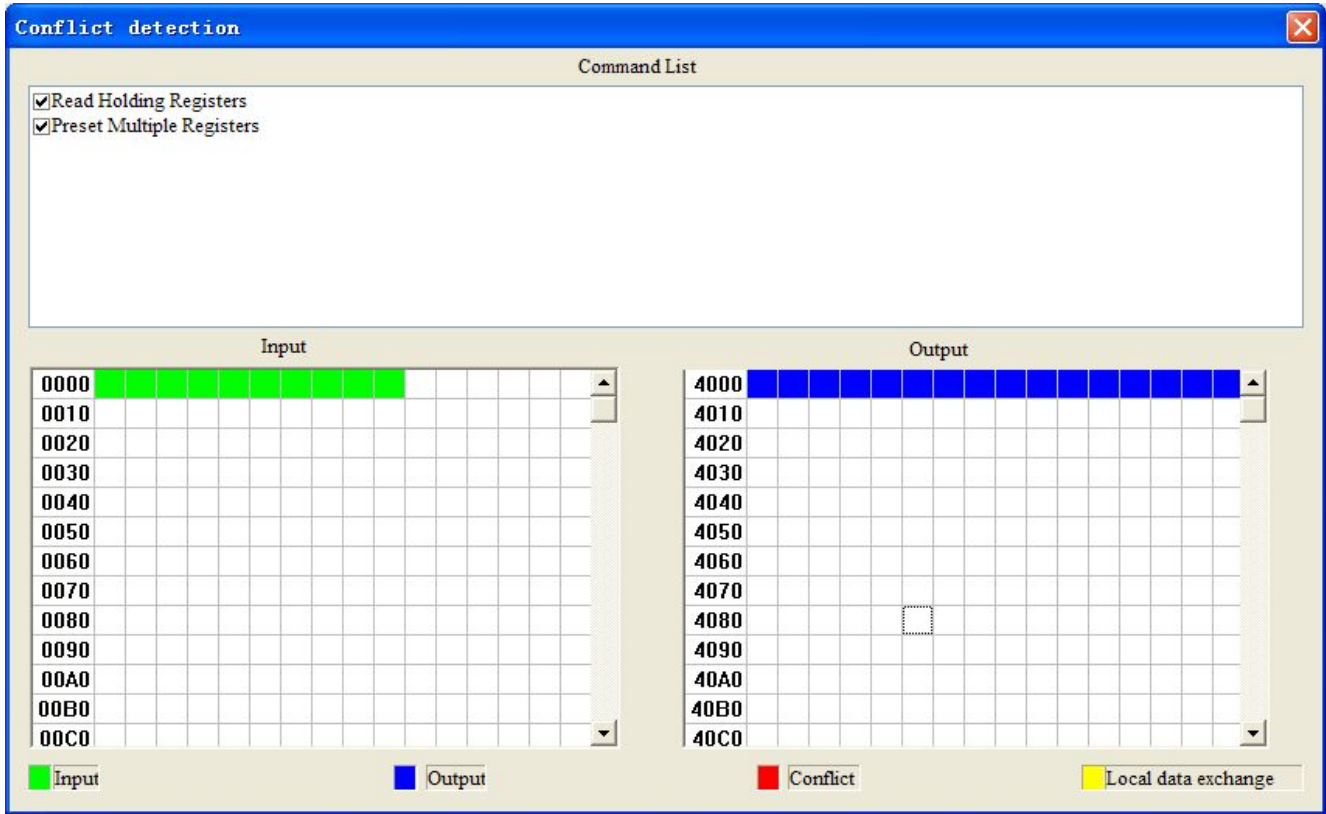 Conflict detection
Command List
Read Holding Registers
Preset Multiple Registers
Input
Output
0000
0010
0020
0030
0040
0050
0060
0070
0080
0090
00A0
00B0
00C0
4000
4010
4020
4030
4040
4050
4060
4070
4080
4090
40A0
40B0
40C0
Input
Output
Conflict
Local data exchange